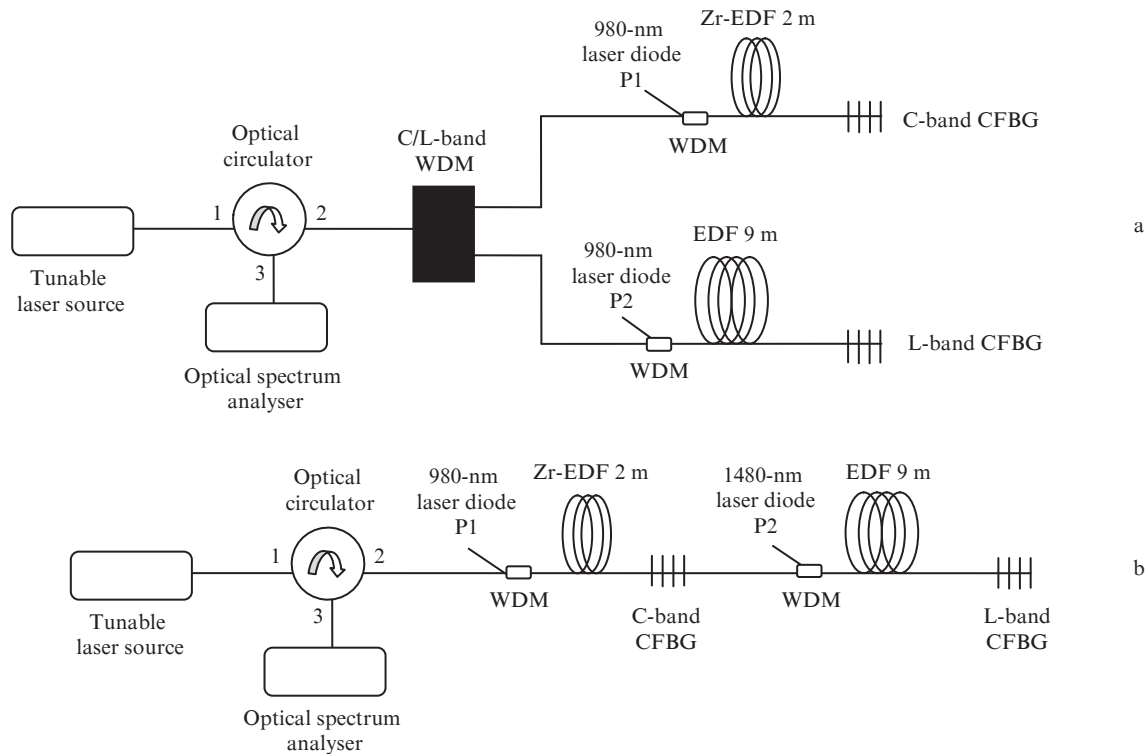 980-nm
laser diode
P1
Zr-EDF 2 m
WDM
C-band CFBG
Optical
circulator
C/L-band
WDM
1
2
3
Tunable
laser source
Optical spectrum
analyser
980-nm
laser diode
P2
EDF 9 m
WDM
L-band CFBG
a
Optical
circulator
980-nm
laser diode
P1
Zr-EDF 2 m
1480-nm
laser diode
P2
EDF 9 m
1
2
3
WDM
C-band
CFBG
WDM
L-band
CFBG
b
Tunable
laser source
Optical spectrum
analyser